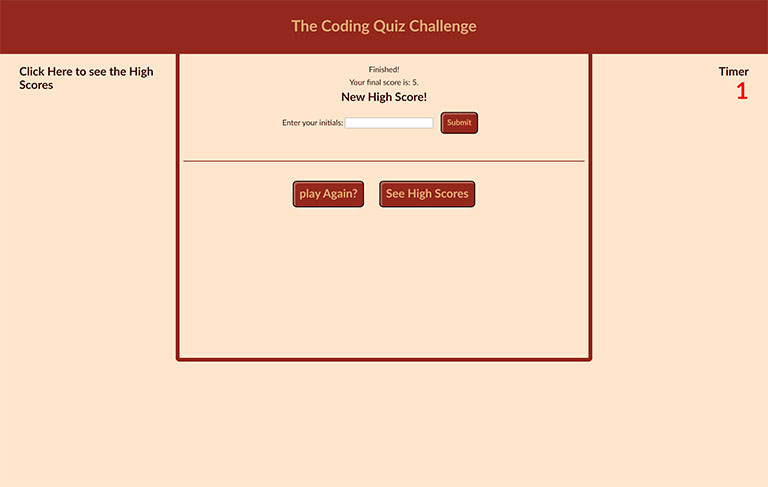 The Coding Quiz Challenge
Click Here to see the High
Scores
Finished!
Your final score is: 5.
New High Score!
Enter your initials: Submit
play Again? See High Scores
Timer
1